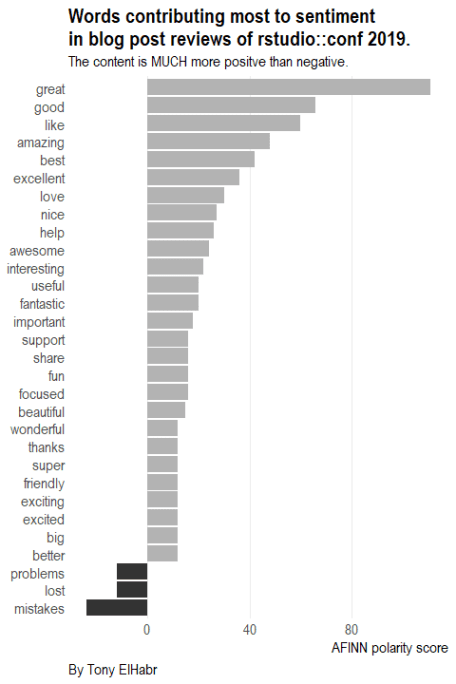 Words contributing most to sentiment
in blog post reviews of rstudio::conf 2019.
The content is MUCH more positve than negative.
great
good
like
amazing
best
excellent
love
nice
help
awesome
interesting
useful
fantastic
important
support
share
fun
focused
beautiful
wonderful
thanks
super
friendly
exciting
excited
big
better
problems
lost
mistakes
0 40 80
AFINN polarity score
By Tony ElHabr